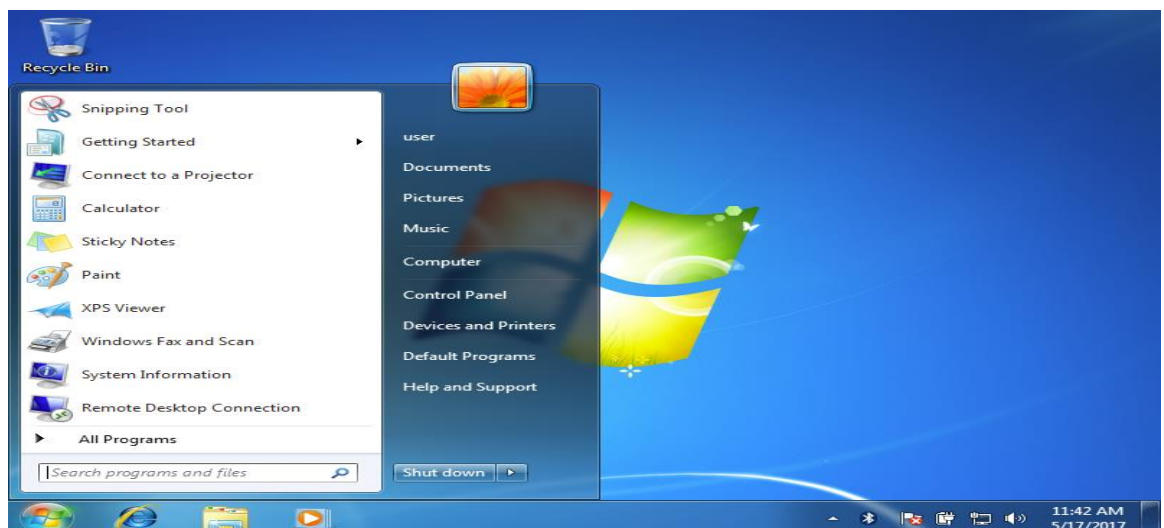 Recycle Bin
Snipping Tool
Getting Started
Connect to a Projector
Calculator
Sticky Notes
Paint
XPS Viewer
Windows Fax and Scan
System Information
Remote Desktop Connection
All Programs
Search programs and files
user
Documents
Pictures
Music
Computer
Control Panel
Devices and Printers
Default Programs
Help and Support
Shut down
11:42 AM
5/17/2017